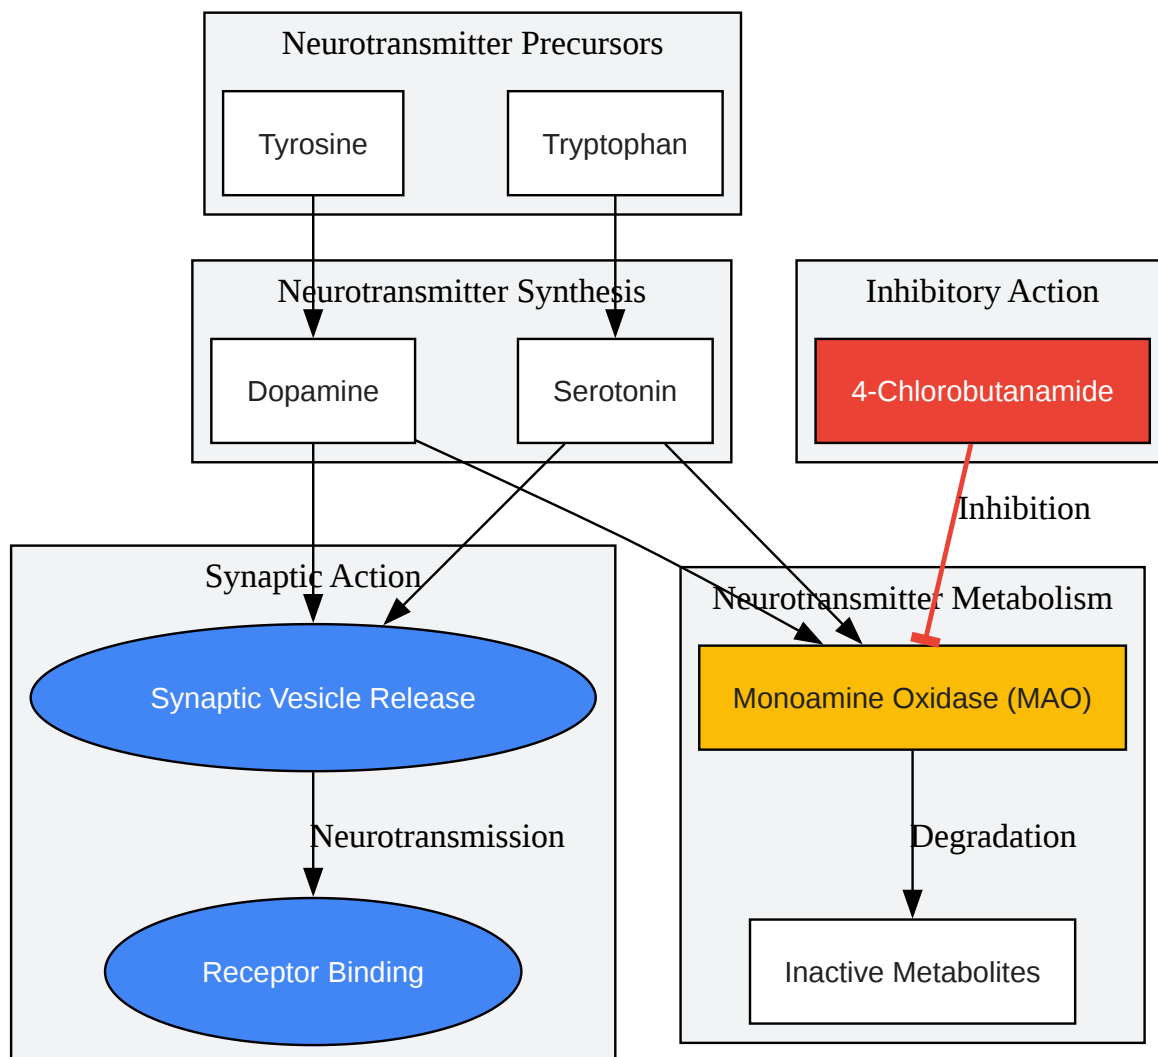 Neurotransmitter Precursors
Tyrosine
Tryptophan
Neurotransmitter Synthesis
Inhibitory Action
Dopamine
Serotonin
4-Chlorobutanamide
Inhibition
Synaptic Action
Neurotransmitter Metabolism
Synaptic Vesicle Release
Monoamine Oxidase (MAO)
Neurotransmission
Degradation
Receptor Binding
Inactive Metabolites